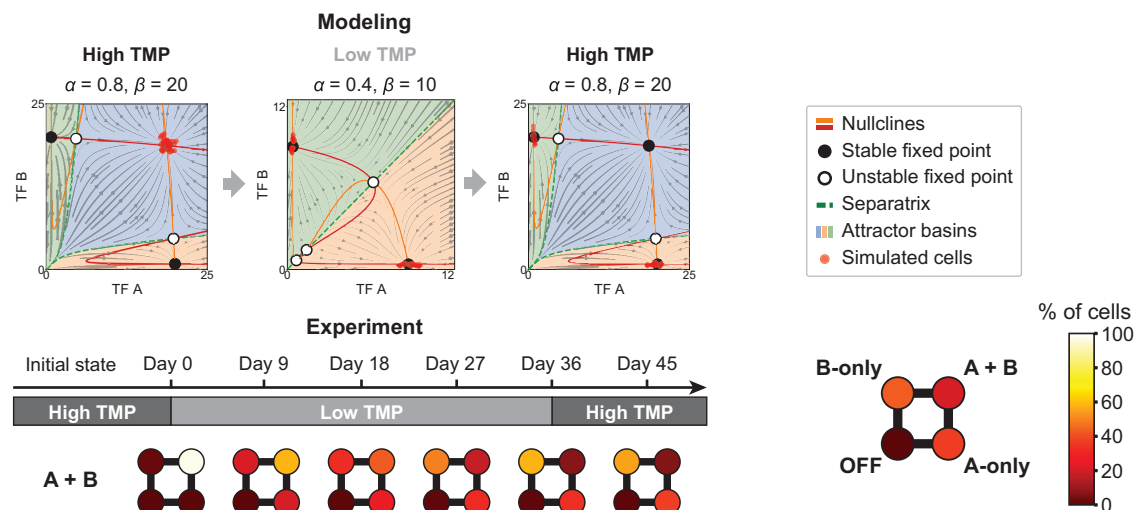 Modeling
High TMP
Low TMP
High TMP
α = 0.8, β = 20
α = 0.4, β = 10
α = 0.8, β = 20
25
TF B
0
0
25
TF A
12
TF B
0
0
12
TF A
25
TF B
0
0
25
TF A
Nullclines
Stable fixed point
Unstable fixed point
Separatrix
Attractor basins
Simulated cells
Experiment
Initial state
Day 0
Day 9
Day 18
Day 27
Day 36
Day 45
High TMP
Low TMP
High TMP
A + B
B-only
A + B
OFF
A-only
% of cells
100
80
60
40
20
0